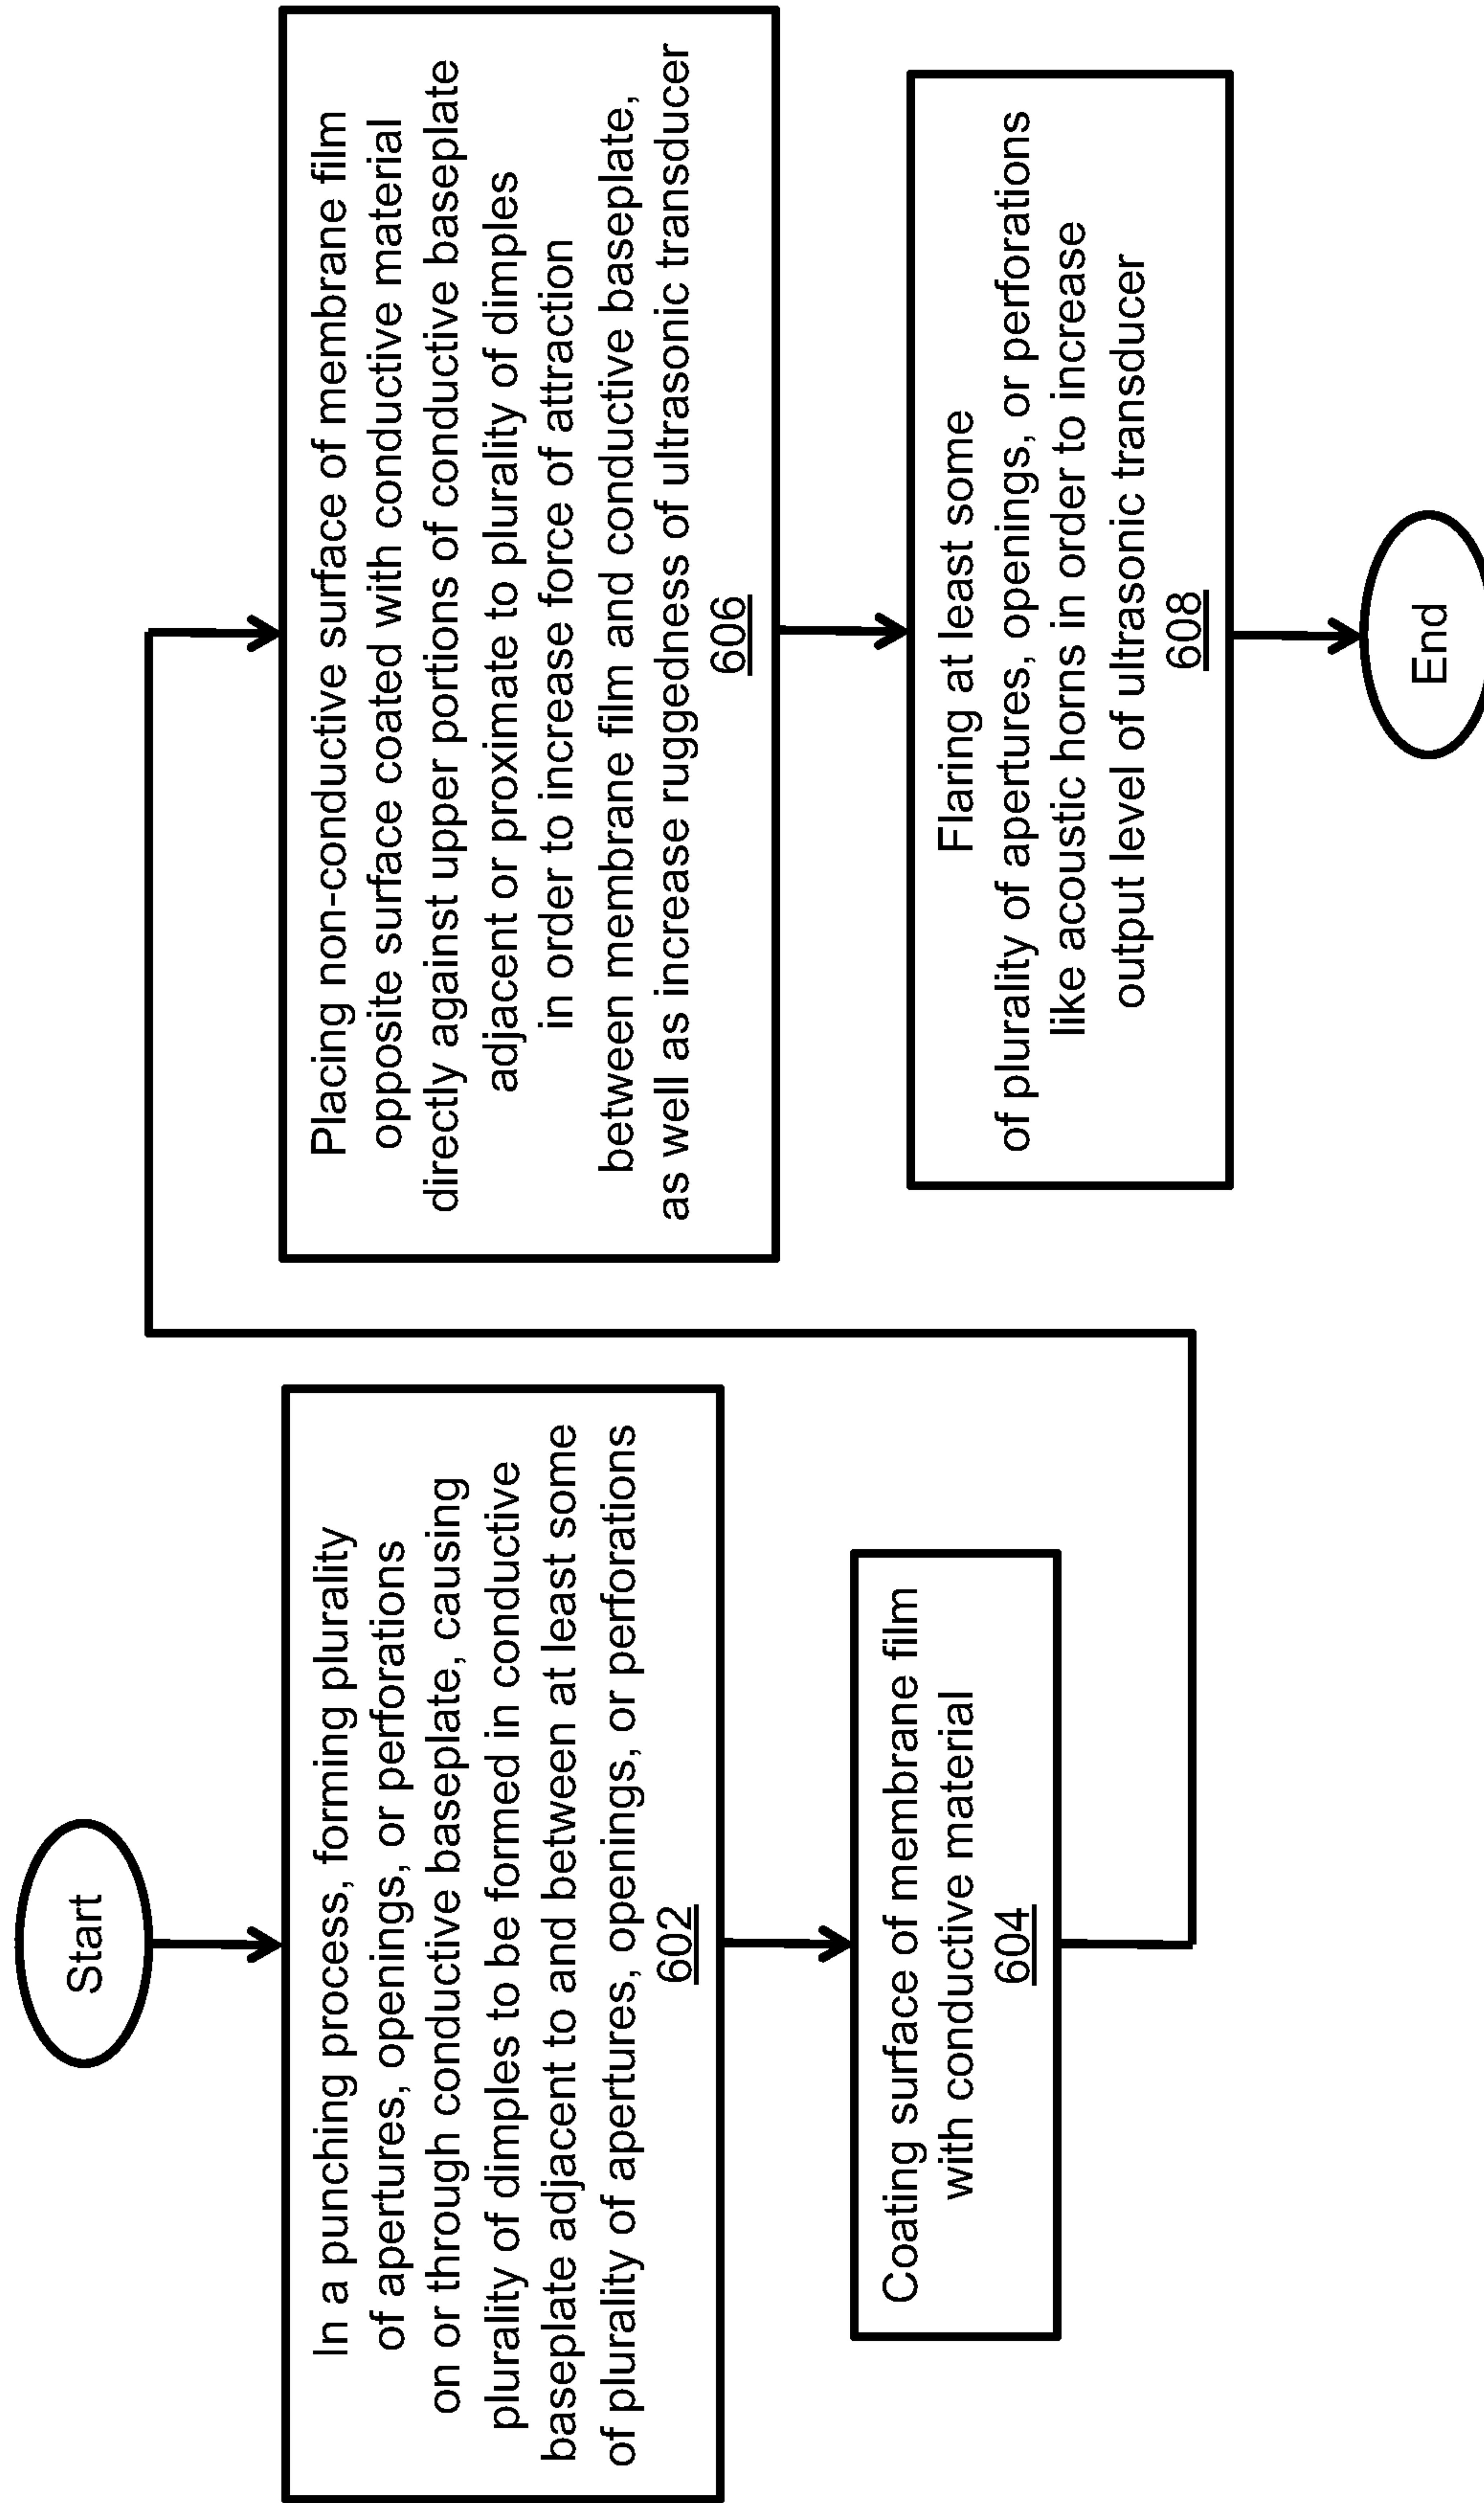 Start
In a punching process, forming plurality
of apertures, openings, or perforations
on or through conductive baseplate, causing
plurality of dimples to be formed in conductive
baseplate adjacent to and between at least some
of plurality of apertures, openings, or perforations
602
Coating surface of membrane film
with conductive material
604
Placing non-conductive surface of membrane film
opposite surface coated with conductive material
directly against upper portions of conductive baseplate
adjacent or proximate to plurality of dimples
in order to increase force of attraction
between membrane film and conductive baseplate,
as well as increase ruggedness of ultrasonic transducer
606
Flaring at least some
of plurality of apertures, openings, or perforations
like acoustic horns in order to increase
output level of ultrasonic transducer
608
End